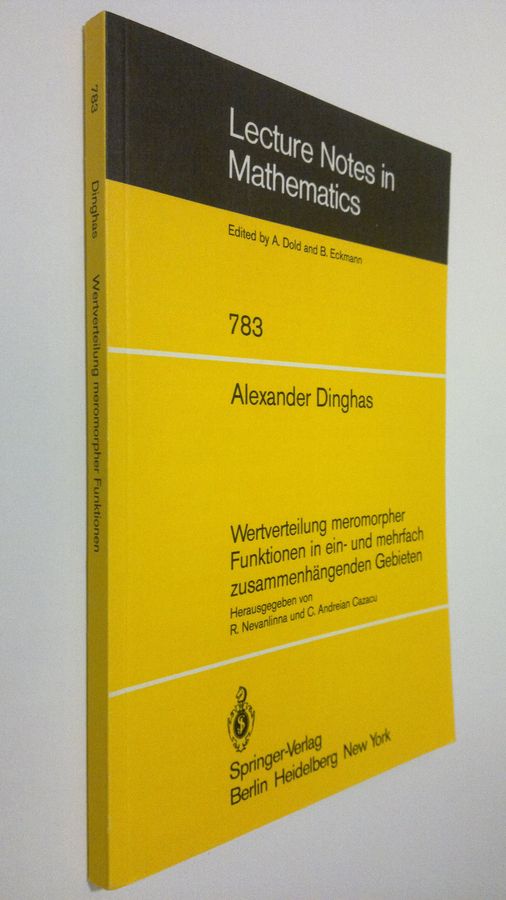 783
Dinghas
Wertverteilung meromorpher Funktionen
Lecture Notes in
Mathematics
Edited by A. Dold and B. Eckmann
783
Alexander Dinghas
Wertverteilung meromorpher
Funktionen in ein- und mehrfach
zusammenhängenden Gebieten
Herausgegeben von
R. Nevanlinna und C. Andreian Cazacu
Springer-Verlag
Berlin Heidelberg New York